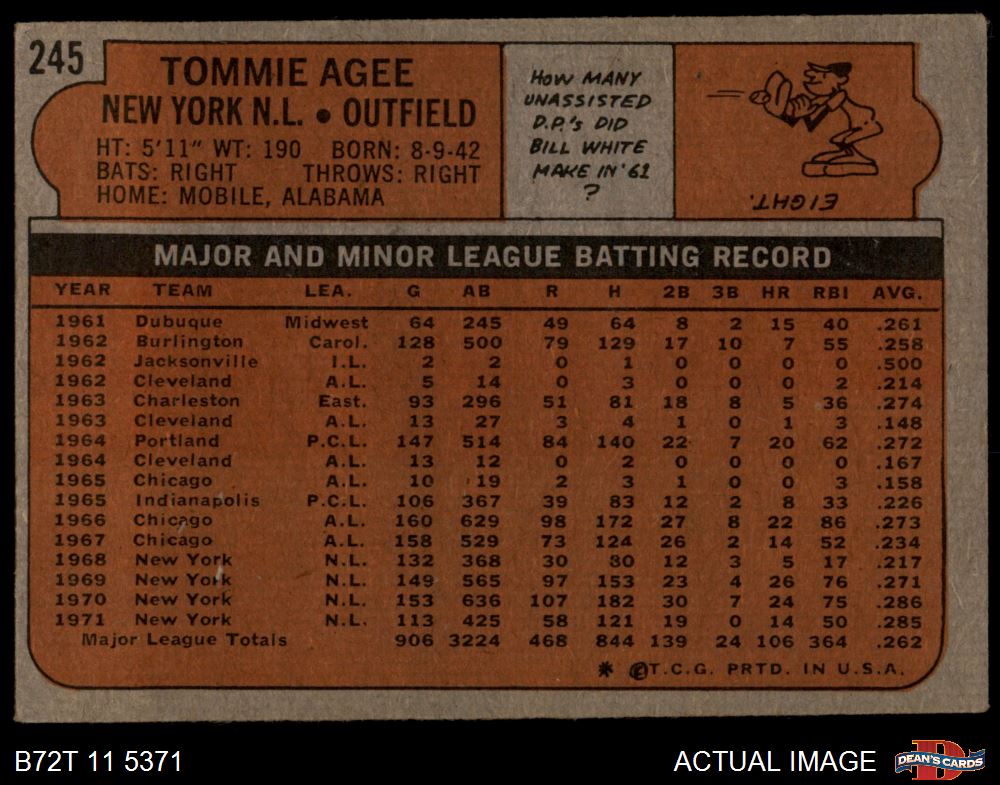 245
TOMMIE AGEE
NEW YORK N.L. • OUTFIELD
HT: 5'11" WT: 190 BORN: 8-9-42
BATS: RIGHT THROWS: RIGHT
HOME: MOBILE, ALABAMA
HOW MANY
UNASSISTED
D.P.'s DID
BILL WHITE
MAKE IN '61
?
EIGHT.
MAJOR AND MINOR LEAGUE BATTING RECORD
YEAR TEAM LEA. G AB R H 2B 3B HR RBI AVG.
1961 Dubuque Midwest 64 245 49 64 8 2 15 40 .261
1962 Burlington Carol. 128 500 79 129 17 10 7 55 .258
1962 Jacksonville I.L. 2 2 0 1 0 0 0 0 .500
1962 Cleveland A.L. 5 14 0 3 0 0 0 2 .214
1963 Charleston East. 93 296 51 81 18 8 5 36 .274
1963 Cleveland A.L. 13 27 3 4 1 0 1 3 .148
1964 Portland P.C.L. 147 514 84 140 22 7 20 62 .272
1964 Cleveland A.L. 13 12 0 2 0 0 0 0 .167
1965 Chicago A.L. 10 19 2 3 1 0 0 3 .158
1965 Indianapolis P.C.L. 106 367 39 83 12 2 8 33 .226
1966 Chicago A.L. 160 629 98 172 27 8 22 86 .273
1967 Chicago A.L. 158 529 73 124 26 2 14 52 .234
1968 New York N.L. 132 368 30 80 12 3 5 17 .217
1969 New York N.L. 149 565 97 153 23 4 26 76 .271
1970 New York N.L. 153 636 107 182 30 7 24 75 .286
1971 New York N.L. 113 425 58 121 19 0 14 50 .285
Major League Totals 906 3224 468 844 139 24 106 364 .262
* ©T.C.G. PRTD. IN U.S.A.
B72T 11 5371
ACTUAL IMAGE
DEAN'S CARDS